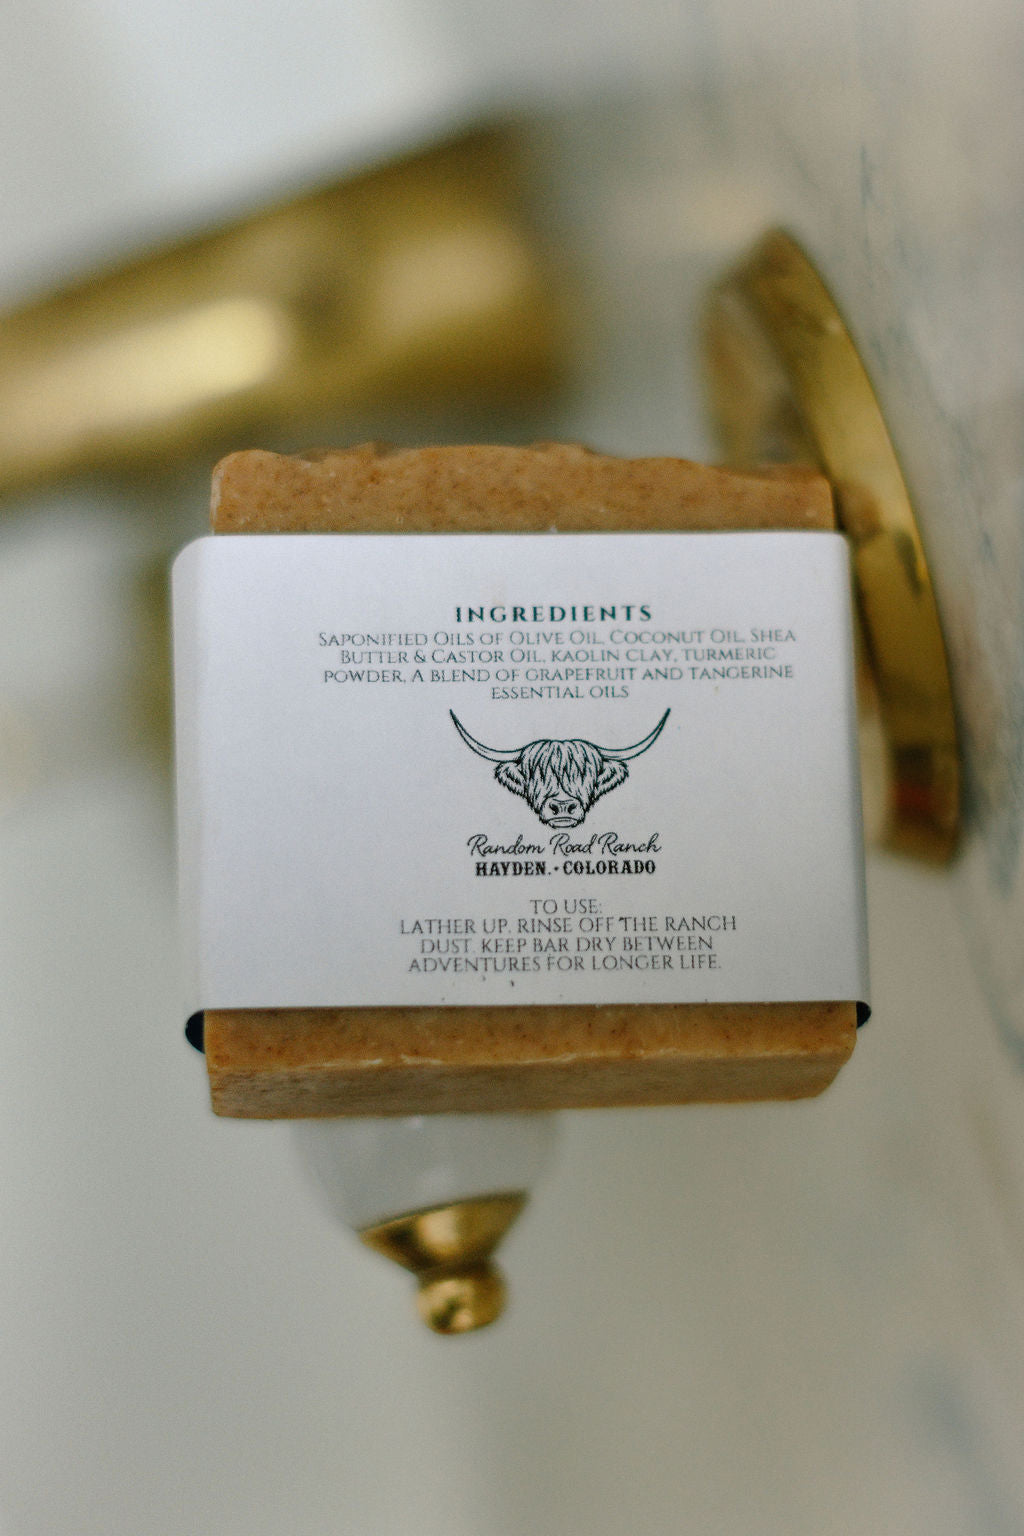 INGREDIENTS
SAPONIFIED OILS OF OLIVE OIL, COCONUT OIL, SHEA
BUTTER & CASTOR OIL, KAOLIN CLAY, TURMERIC
POWDER, A BLEND OF GRAPEFRUIT AND TANGERINE
ESSENTIAL OILS
Random Road Ranch
HAYDEN. • COLORADO
TO USE:
LATHER UP. RINSE OFF THE RANCH
DUST. KEEP BAR DRY BETWEEN
ADVENTURES FOR LONGER LIFE.